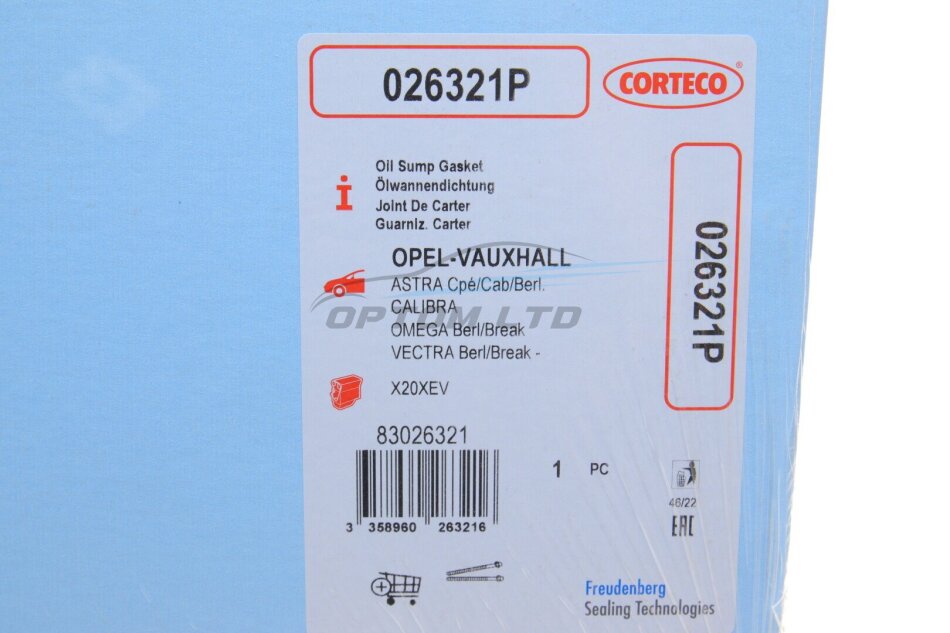 026321P
CORTECO®
i
Oil Sump Gasket
Ölwannendichtung
Joint De Carter
Guarniz. Carter
026321P
OPEL-VAUXHALL
ASTRA Cpé/Cab/Berl.
CALIBRA
OPTOM LTD
OMEGA Berl/Break
VECTRA Berl/Break -
X20XEV
83026321
1 PC
46/22
3 358960 263216
EAC
Freudenberg
Sealing Technologies